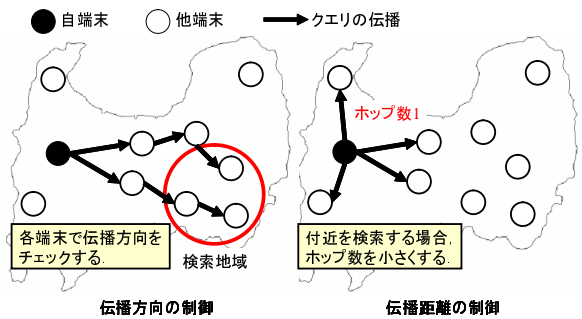 自端末
他端末
クエリの伝播
ホップ数1
各端末で伝播方向を
チェックする.
検索地域
付近を検索する場合,
ホップ数を小さくする.
伝播方向の制御
伝播距離の制御